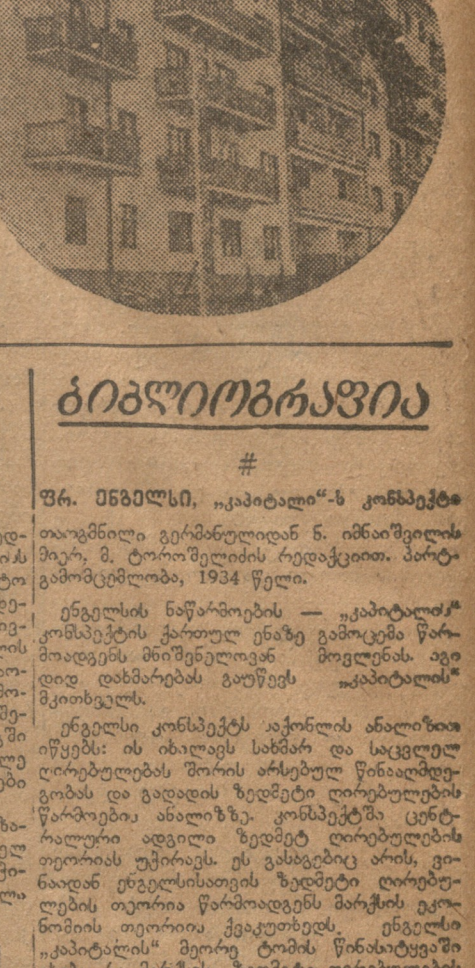 ბიბლიოგრაფია
#
ფრ. ენგელსი, „კაპიტალი“-ს კონსპექტი
თარგმნილი გერმანულიდან ნ. იმნაიშვილის
მიერ, მ. ტოროშელიძის რედაქციით. პარტ-
გამომცემლობა, 1934 წელი.
ენგელსის ნაწარმოების — „კაპიტალის“
კონსპექტის ქართულ ენაზე გამოცემა წარ-
მოადგენს მნიშვნელოვან მოვლენას. იგი
დიდ დახმარებას გაუწევს „კაპიტალის“
მკითხველს.
ენგელსი კონსპექტს საქონლის ანალიზით
იწყებს: ის იხილავს სახმარ და საცვლელ
ღირებულებას შორის არსებულ წინააღმდე-
გობას და გადადის ზედმეტი ღირებულების
წარმოების ანალიზზე. კონსპექტში ცენტ-
რალური ადგილი ზედმეტ ღირებულების
თეორიას უჭირავს. ეს გასაგებიც არის, ვი-
ნაიდან ენგელსისათვის ზედმეტი ღირებუ-
ლების თეორია წარმოადგენს მარქსის ეკო-
ნომიის თეორიის ქვაკუთხედს. ენგელსი
„კაპიტალის“ მეორე ტომის წინასიტყვაში